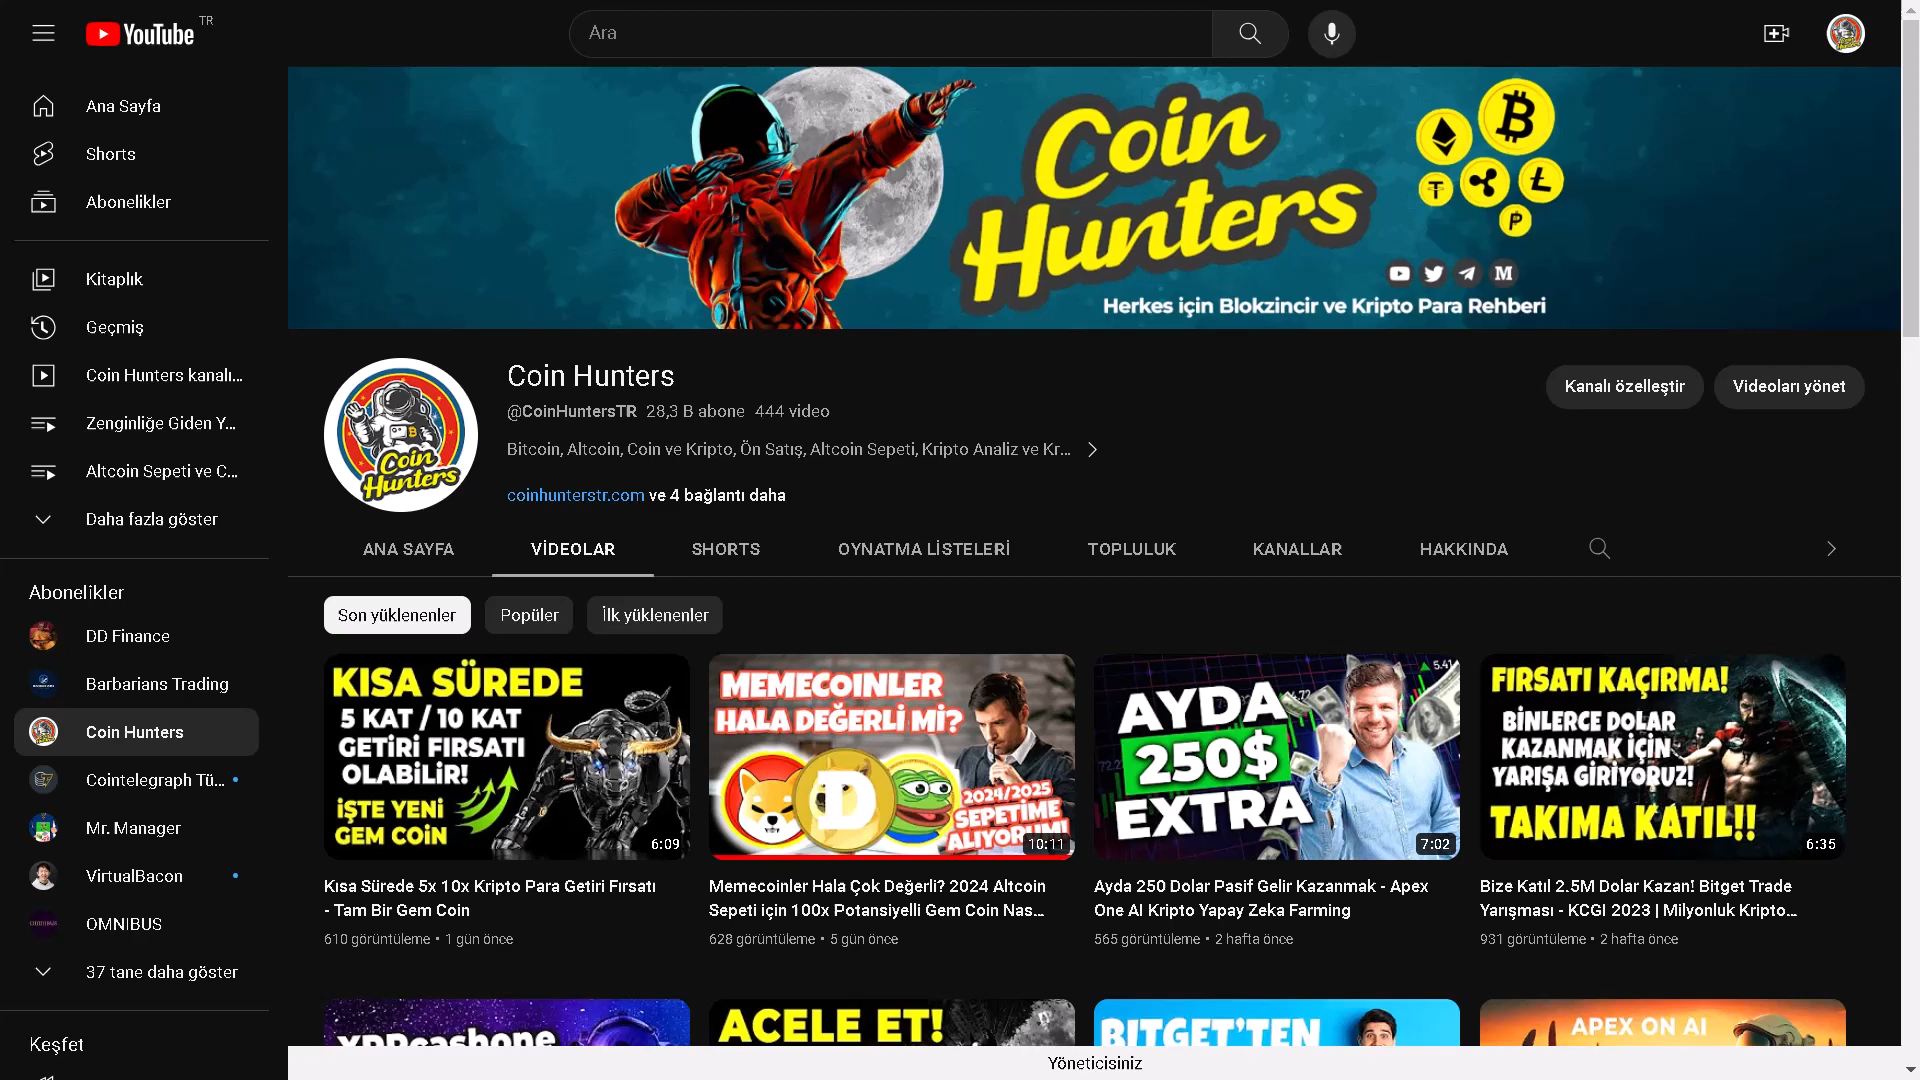 YouTube TR
Ara
Ana Sayfa
Shorts
Abonelikler
Kitaplık
Geçmiş
Coin Hunters kanalı...
Zenginliğe Giden Y...
Altcoin Sepeti ve C...
Daha fazla göster
Abonelikler
DD Finance
Barbarians Trading
Coin Hunters
Cointelegraph Tü...
Mr. Manager
VirtualBacon
OMNIBUS
37 tane daha göster
Keşfet
Coin
Hunters
M
Herkes için Blokzincir ve Kripto Para Rehberi
Coin
Hunters
Coin Hunters
@CoinHuntersTR 28,3 B abone 444 video
Bitcoin, Altcoin, Coin ve Kripto, Ön Satış, Altcoin Sepeti, Kripto Analiz ve Kr...
coinhunterstr.com ve 4 bağlantı daha
Kanalı özelleştir
Videoları yönet
ANA SAYFA
VİDEOLAR
SHORTS
OYNATMA LİSTELERİ
TOPLULUK
KANALLAR
HAKKINDA
Son yüklenenler
Popüler
İlk yüklenenler
KISA SÜREDE
5 KAT / 10 KAT
GETİRİ FIRSATI
OLABİLİR!
İŞTE YENİ
GEM COIN
6:09
Kısa Sürede 5x 10x Kripto Para Getiri Fırsatı
- Tam Bir Gem Coin
610 görüntüleme • 1 gün önce
MEMECOINLER
HALA DEĞERLİ Mİ?
2024/2025
SEPETİME
ALIYORUM!
10:11
Memecoinler Hala Çok Değerli? 2024 Altcoin
Sepeti için 100x Potansiyelli Gem Coin Nas...
628 görüntüleme • 5 gün önce
5.41
AYDA
250$
EXTRA
7:02
Ayda 250 Dolar Pasif Gelir Kazanmak - Apex
One AI Kripto Yapay Zeka Farming
565 görüntüleme • 2 hafta önce
FIRSATI KAÇIRMA!
BİNLERCE DOLAR
KAZANMAK İÇİN
YARIŞA GİRİYORUZ!
TAKIMA KATIL!!
6:35
Bize Katıl 2.5M Dolar Kazan! Bitget Trade
Yarışması - KCGI 2023 | Milyonluk Kripto...
931 görüntüleme • 2 hafta önce
XRPcashone
ACELE ET!
BITGET'TEN
APEX ON AI
Yöneticisiniz